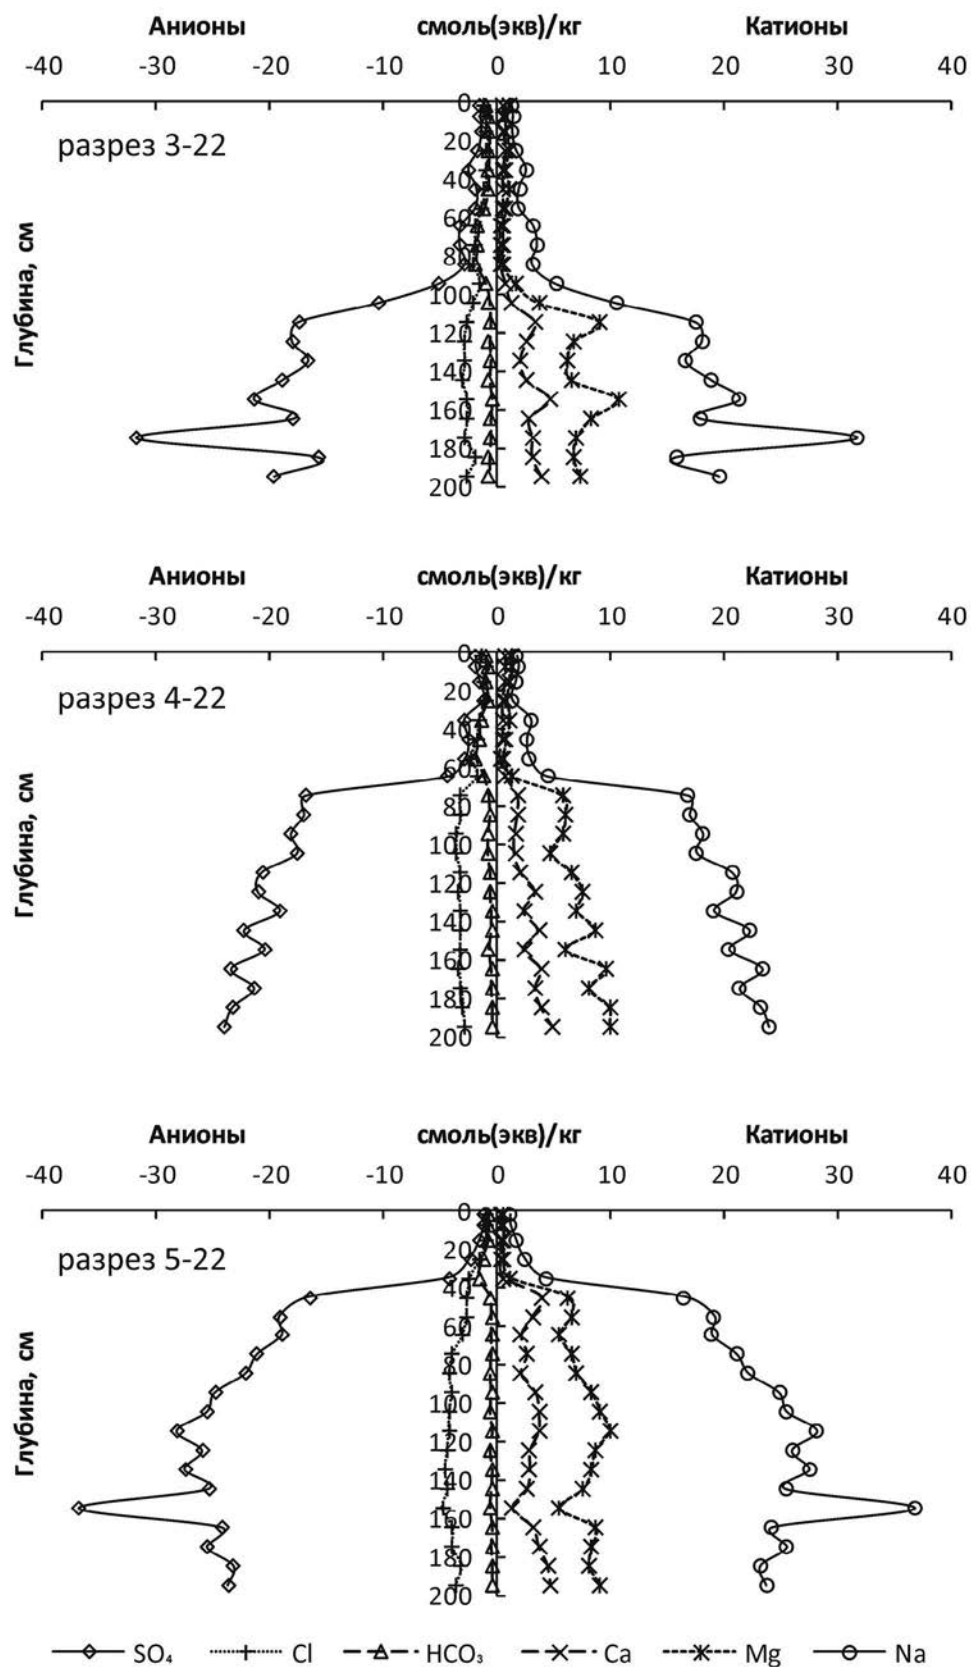 Анионы смоль(экв)/кг Катионы
-40 -30 -20 -10 0 10 20 30 40
разрез 3-22
Глубина, см
0
20
40
60
80
100
120
140
160
180
200
Анионы смоль(экв)/кг Катионы
-40 -30 -20 -10 0 10 20 30 40
разрез 4-22
Глубина, см
0
20
40
60
80
100
120
140
160
180
200
Анионы смоль(экв)/кг Катионы
-40 -30 -20 -10 0 10 20 30 40
разрез 5-22
Глубина, см
0
20
40
60
80
100
120
140
160
180
200
SO₄ Cl HCO₃ Ca Mg Na